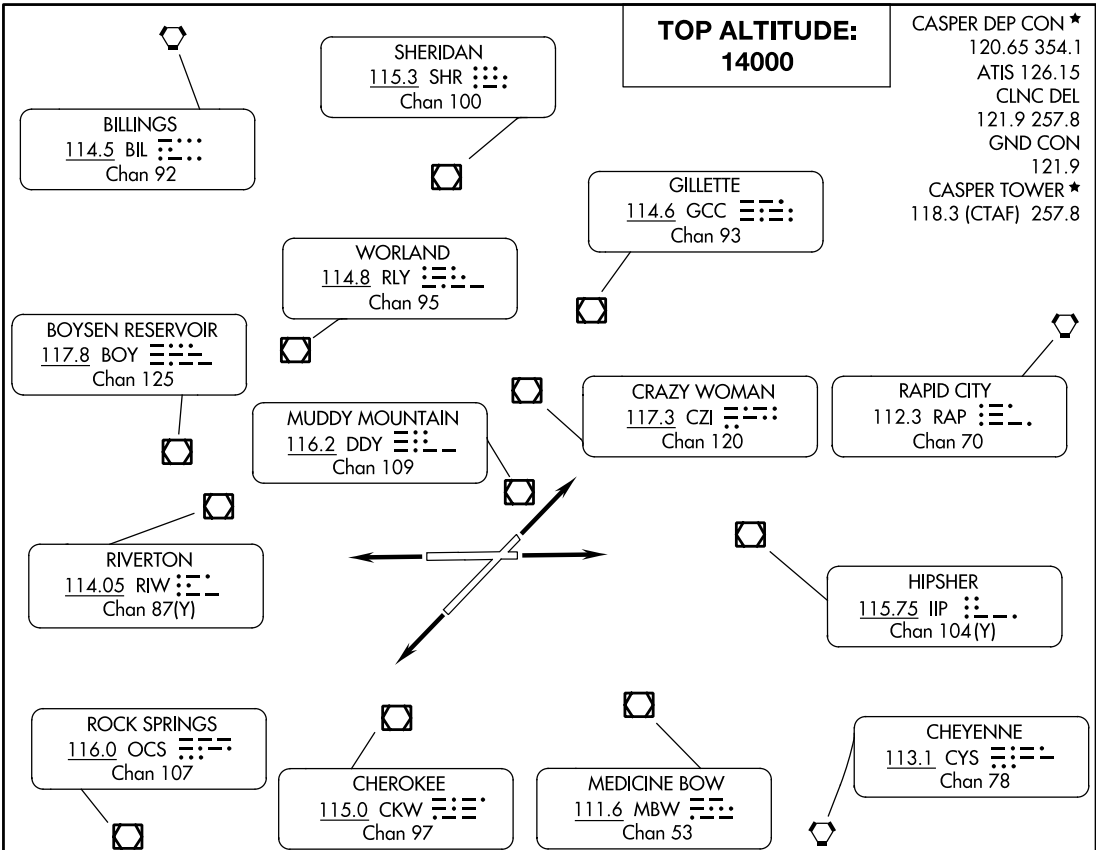 TOP ALTITUDE:
14000
CASPER DEP CON ★
120.65 354.1
ATIS 126.15
CLNC DEL
121.9 257.8
GND CON
121.9
CASPER TOWER ★
118.3 (CTAF) 257.8
SHERIDAN
115.3 SHR
Chan 100
BILLINGS
114.5 BIL
Chan 92
GILLETTE
114.6 GCC
Chan 93
WORLAND
114.8 RLY
Chan 95
BOYSEN RESERVOIR
117.8 BOY
Chan 125
MUDDY MOUNTAIN
116.2 DDY
Chan 109
CRAZY WOMAN
117.3 CZI
Chan 120
RAPID CITY
112.3 RAP
Chan 70
RIVERTON
114.05 RIW
Chan 87(Y)
HIPSHER
115.75 IIP
Chan 104(Y)
ROCK SPRINGS
116.0 OCS
Chan 107
CHEROKEE
115.0 CKW
Chan 97
MEDICINE BOW
111.6 MBW
Chan 53
CHEYENNE
113.1 CYS
Chan 78